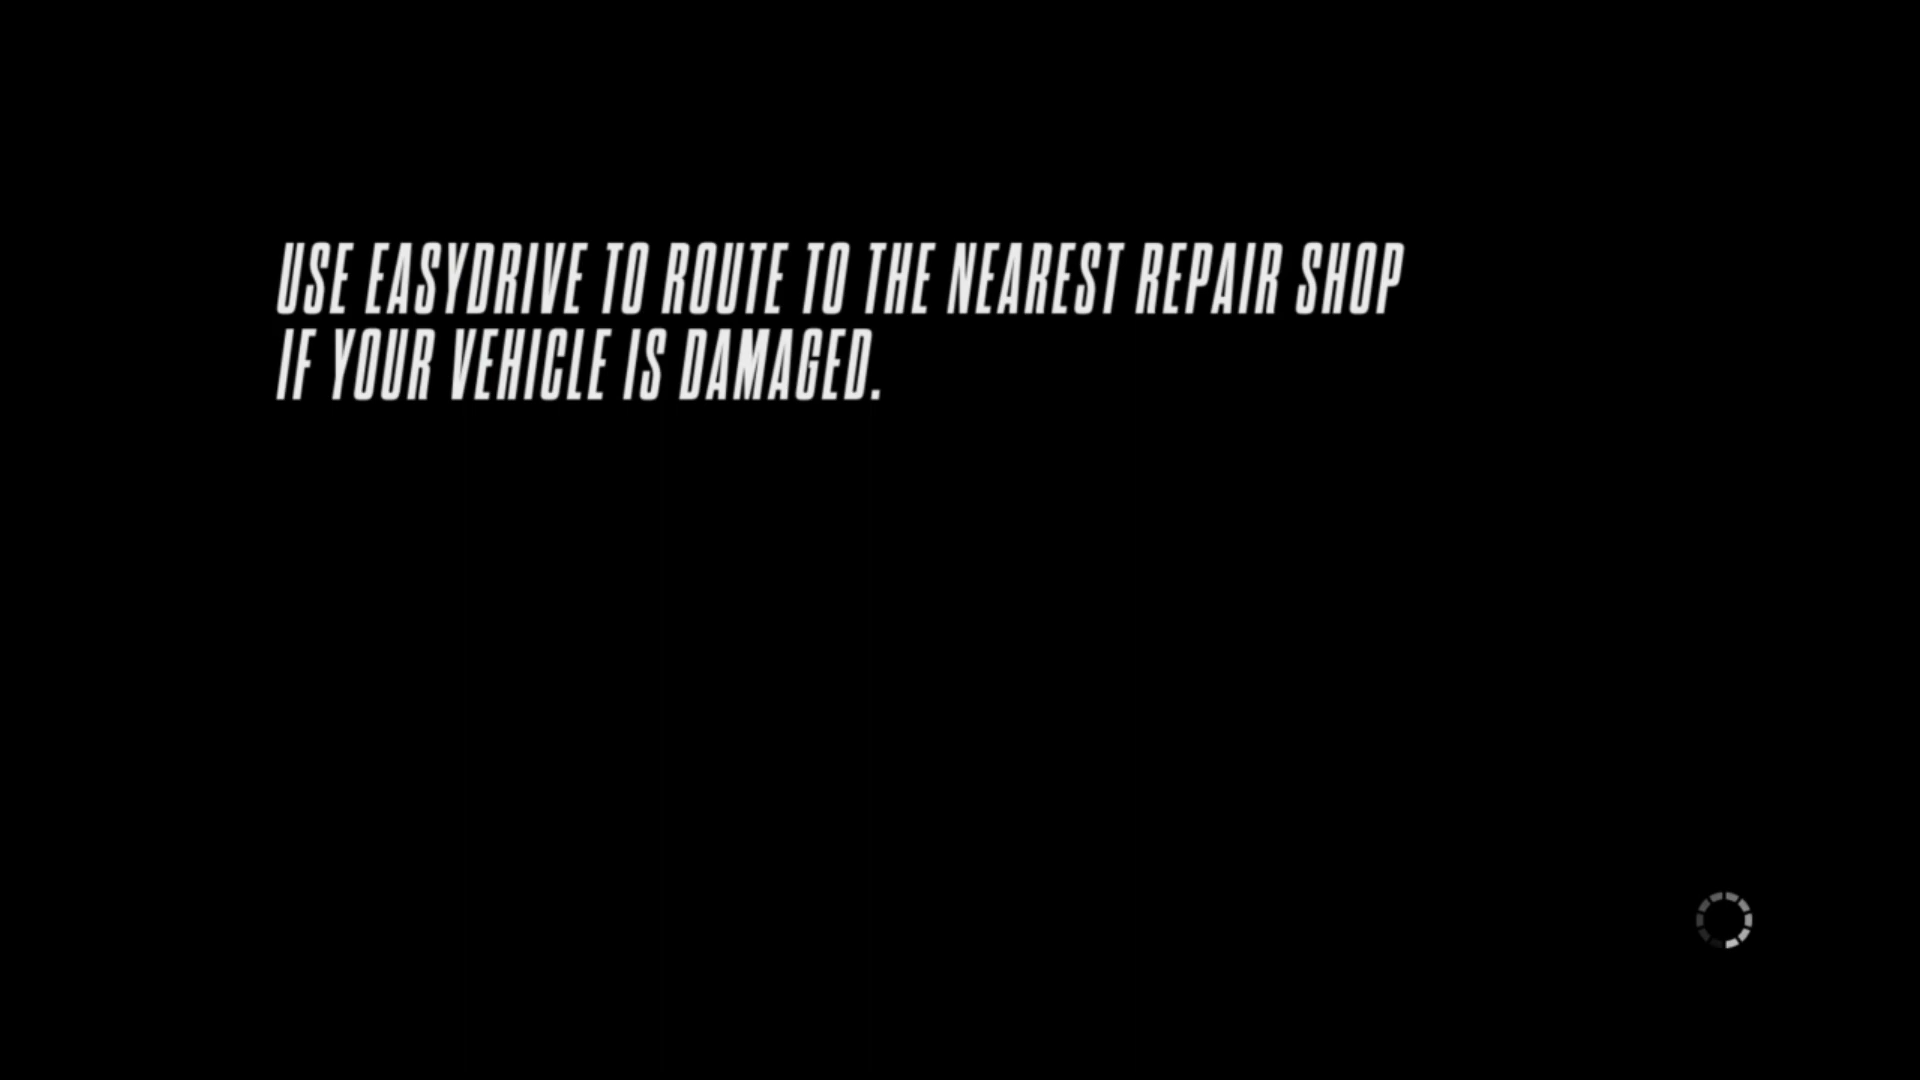 USE EASYDRIVE TO ROUTE TO THE NEAREST REPAIR SHOP
IF YOUR VEHICLE IS DAMAGED.